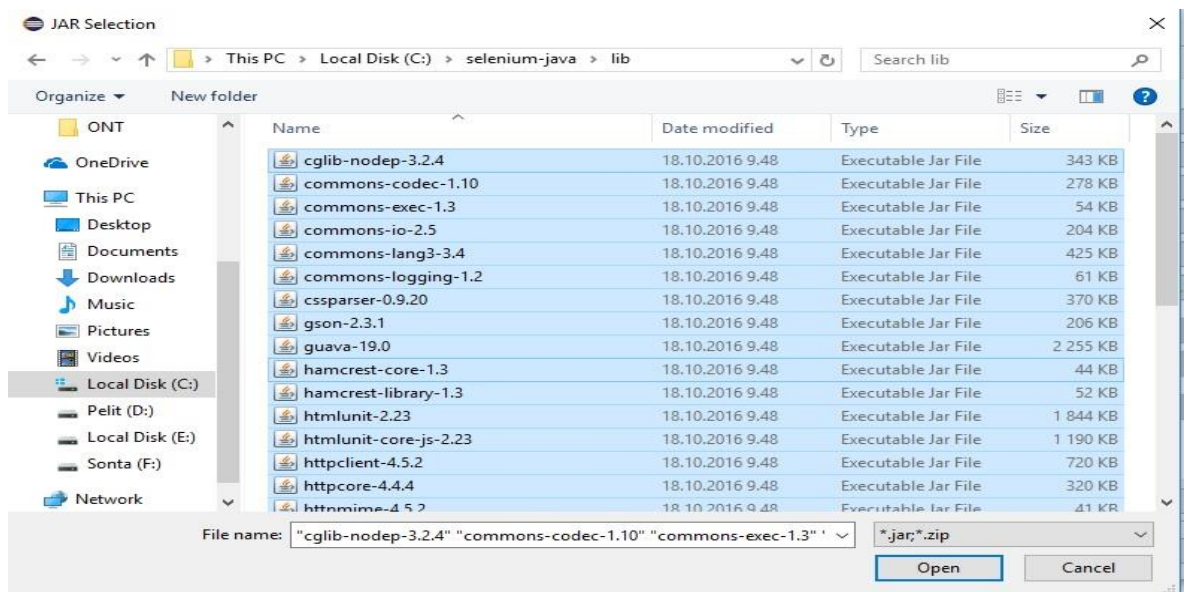 JAR Selection
This PC > Local Disk (C:) > selenium-java > lib
Search lib
Organize New folder
Name Date modified Type Size
ONT
OneDrive
This PC
Desktop
Documents
Downloads
Music
Pictures
Videos
Local Disk (C:)
Pelit (D:)
Local Disk (E:)
Sonta (F:)
Network
cglib-nodep-3.2.4 18.10.2016 9.48 Executable Jar File 343 KB
commons-codec-1.10 18.10.2016 9.48 Executable Jar File 278 KB
commons-exec-1.3 18.10.2016 9.48 Executable Jar File 54 KB
commons-io-2.5 18.10.2016 9.48 Executable Jar File 204 KB
commons-lang3-3.4 18.10.2016 9.48 Executable Jar File 425 KB
commons-logging-1.2 18.10.2016 9.48 Executable Jar File 61 KB
cssparser-0.9.20 18.10.2016 9.48 Executable Jar File 370 KB
gson-2.3.1 18.10.2016 9.48 Executable Jar File 206 KB
guava-19.0 18.10.2016 9.48 Executable Jar File 2 255 KB
hamcrest-core-1.3 18.10.2016 9.48 Executable Jar File 44 KB
hamcrest-library-1.3 18.10.2016 9.48 Executable Jar File 52 KB
htmlunit-2.23 18.10.2016 9.48 Executable Jar File 1 844 KB
htmlunit-core-js-2.23 18.10.2016 9.48 Executable Jar File 1 190 KB
httpclient-4.5.2 18.10.2016 9.48 Executable Jar File 720 KB
httpcore-4.4.4 18.10.2016 9.48 Executable Jar File 320 KB
httpmime-4.5.2 18.10.2016 9.48 Executable Jar File 41 KB
File name: "cglib-nodep-3.2.4" "commons-codec-1.10" "commons-exec-1.3" '
*.jar;*.zip
Open Cancel